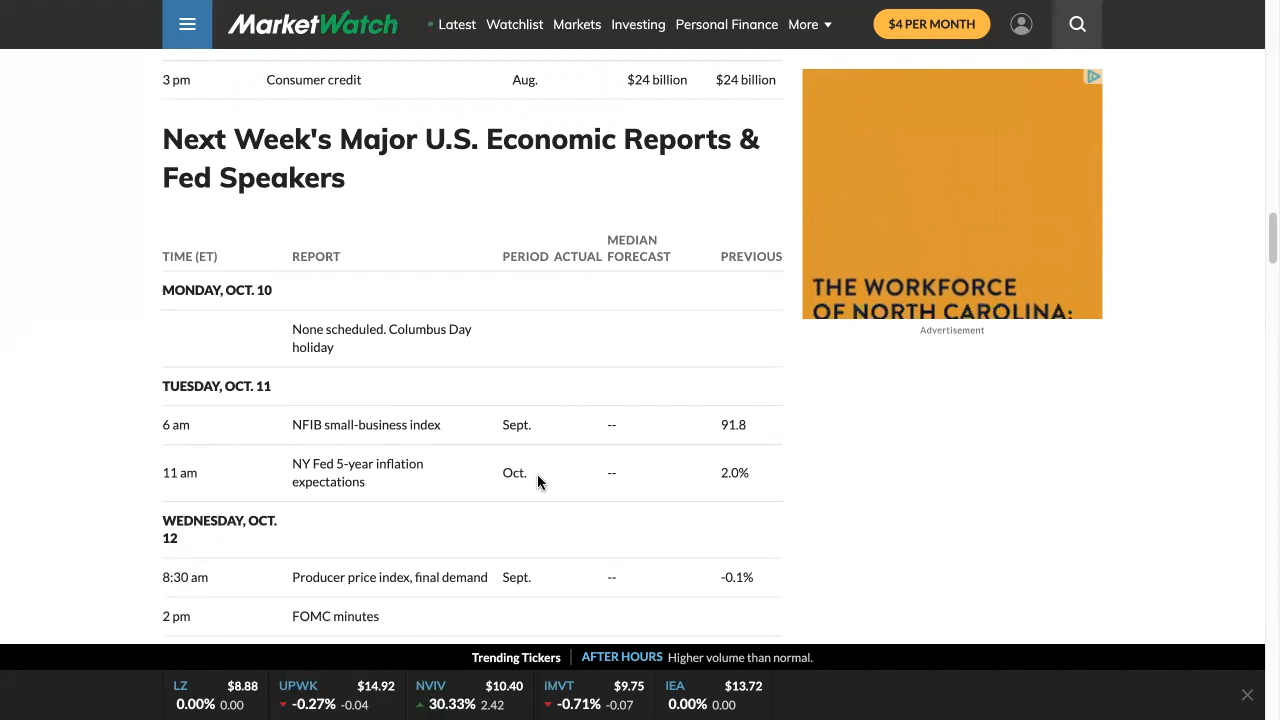 MarketWatch
Latest Watchlist Markets Investing Personal Finance More
$4 PER MONTH
3 pm Consumer credit Aug. $24 billion $24 billion
Next Week's Major U.S. Economic Reports &
Fed Speakers
TIME (ET) REPORT PERIOD ACTUAL MEDIAN FORECAST PREVIOUS
MONDAY, OCT. 10
None scheduled. Columbus Day
holiday
TUESDAY, OCT. 11
6 am NFIB small-business index Sept. -- 91.8
11 am NY Fed 5-year inflation expectations Oct. -- 2.0%
WEDNESDAY, OCT.
12
8:30 am Producer price index, final demand Sept. -- -0.1%
2 pm FOMC minutes
THE WORKFORCE
OF NORTH CAROLINA:
Advertisement
Trending Tickers AFTER HOURS Higher volume than normal.
LZ $8.88 UPWK $14.92 NVIV $10.40 IMVT $9.75 IEA $13.72
0.00% 0.00 -0.27% -0.04 30.33% 2.42 -0.71% -0.07 0.00% 0.00